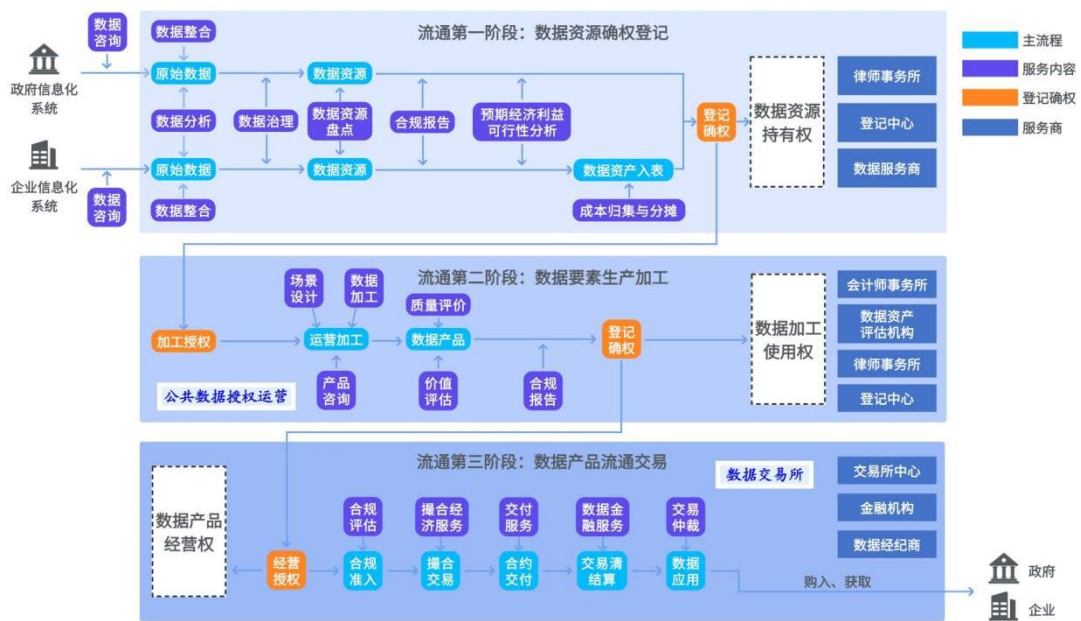 流通第一阶段：数据资源确权登记
主流程
服务内容
登记确权
服务商
数据
咨询
数据整合
政府信息化
系统
原始数据
数据资源
数据分析
数据治理
数据资源
盘点
合规报告
预期经济利益
可行性分析
登记
确权
数据资源
持有权
律师事务所
登记中心
数据服务商
企业信息化
系统
原始数据
数据资源
数据资产入表
数据
咨询
数据整合
成本归集与分摊
流通第二阶段：数据要素生产加工
场景
设计
数据
加工
质量评价
加工授权
运营加工
数据产品
登记
确权
数据加工
使用权
产品
咨询
价值
评估
合规
报告
公共数据授权运营
会计师事务所
数据资产
评估机构
律师事务所
登记中心
流通第三阶段：数据产品流通交易
数据交易所
数据产品
经营权
合规
评估
撮合经
济服务
交付
服务
数据金
融服务
交易
仲裁
经营
授权
合规
准入
撮合
交易
合约
交付
交易清
结算
数据
应用
交易所中心
金融机构
数据经纪商
购入、获取
政府
企业